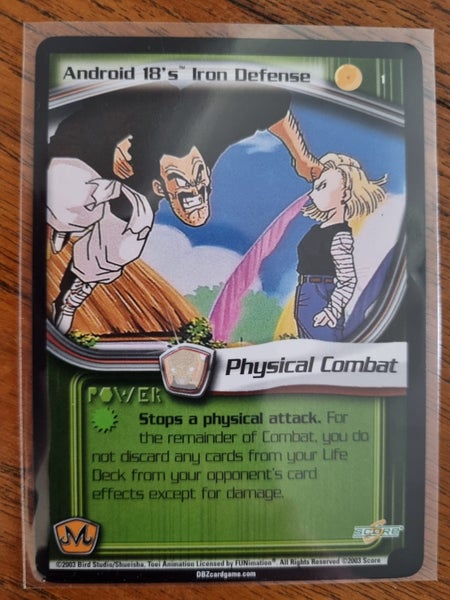 Android 18's™ Iron Defense
1
Physical Combat
POWER
Stops a physical attack. For
the remainder of Combat, you do
not discard any cards from your Life
Deck from your opponent's card
effects except for damage.
M
SCORE
©2003 Bird Studio/Shueisha, Toei Animation Licensed by FUNimation®. All Rights Reserved ©2003 Score
DBZcardgame.com